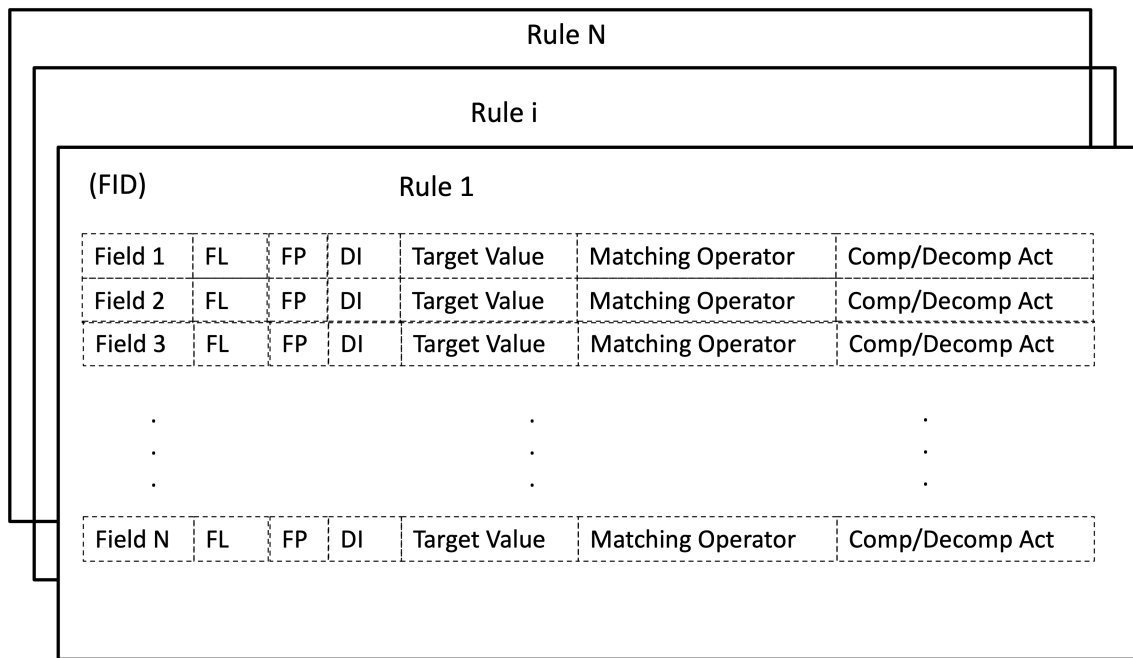 Rule N
Rule i
(FID) Rule 1
Field 1 FL FP DI Target Value Matching Operator Comp/Decomp Act
Field 2 FL FP DI Target Value Matching Operator Comp/Decomp Act
Field 3 FL FP DI Target Value Matching Operator Comp/Decomp Act
. . .
. . .
. . .
Field N FL FP DI Target Value Matching Operator Comp/Decomp Act